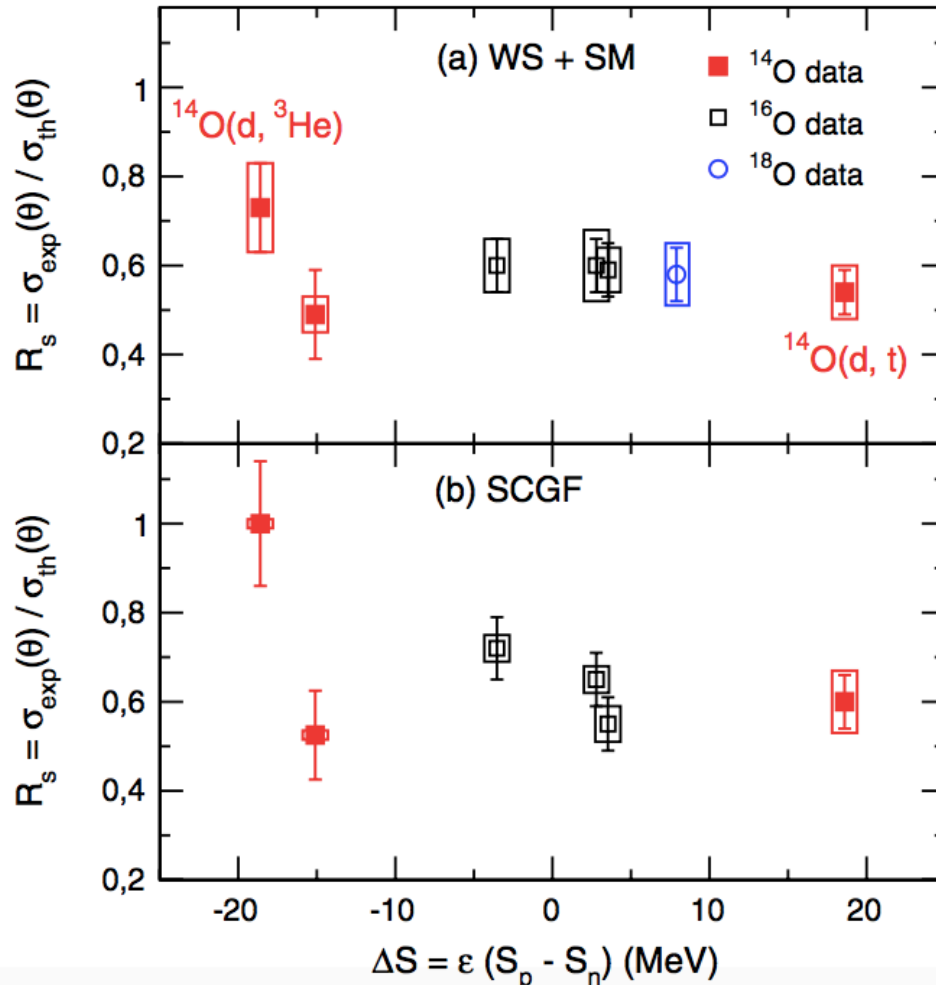 (a) WS + SM
¹⁴O data
¹⁶O data
¹⁸O data
¹⁴O(d, ³He)
¹⁴O(d, t)
R_s = σ_exp(θ) / σ_th(θ)
1
0,8
0,6
0,4
0,2
(b) SCGF
R_s = σ_exp(θ) / σ_th(θ)
1
0,8
0,6
0,4
0,2
-20 -10 0 10 20
ΔS = ε (S_p - S_n) (MeV)